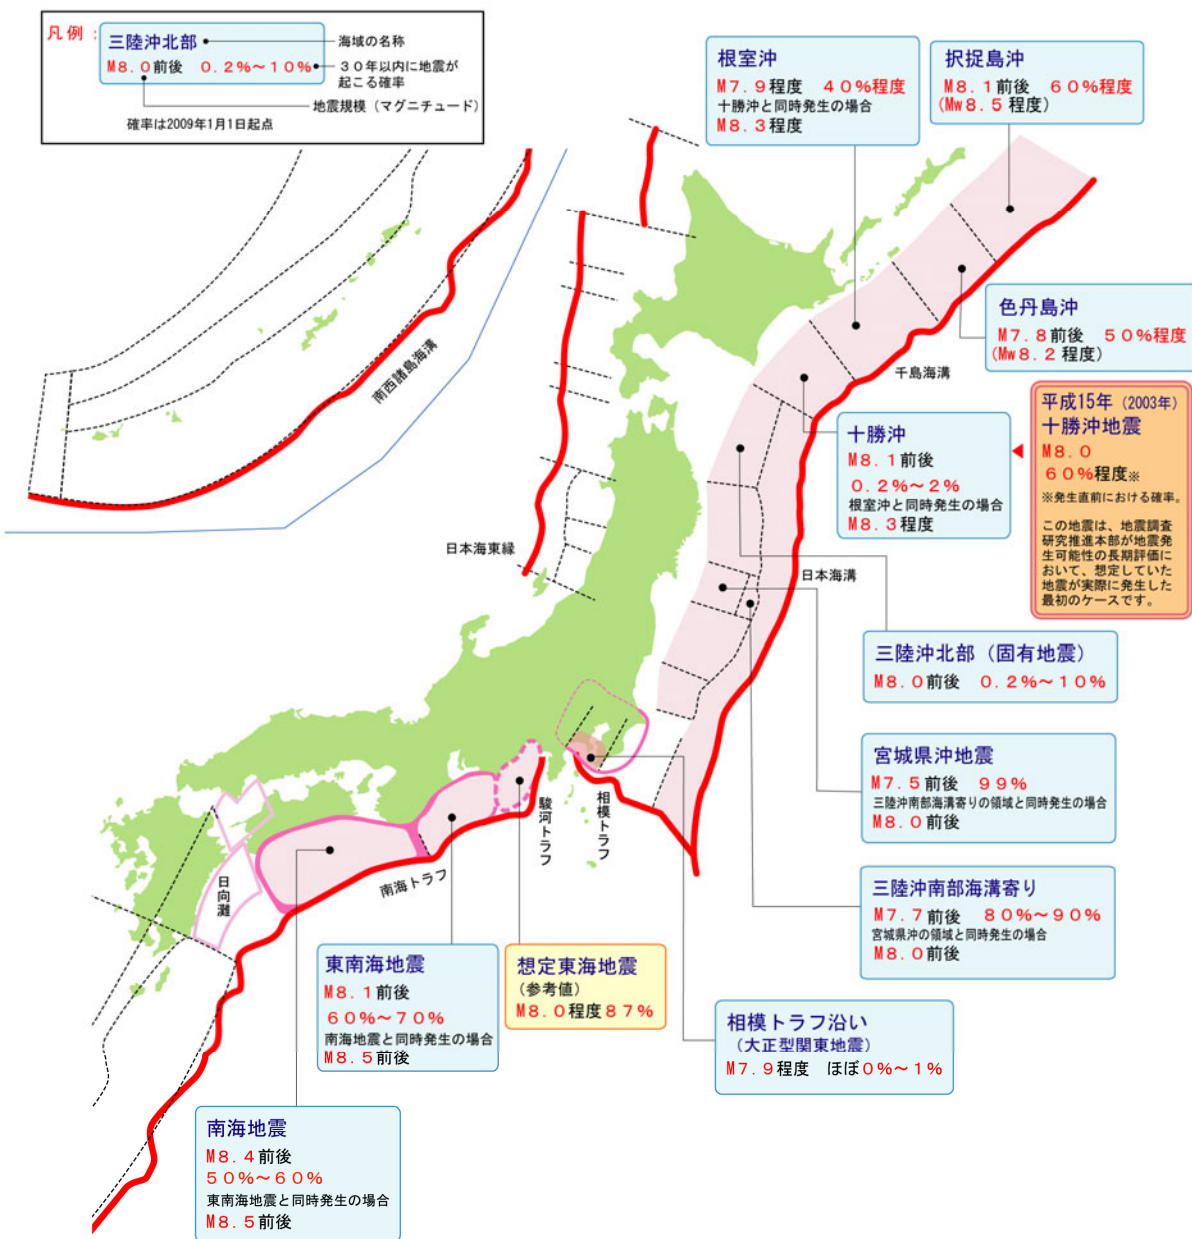 凡例:
三陸沖北部
海域の名称
M8.0前後 0.2%～10%
30年以内に地震が
起こる確率
地震規模（マグニチュード）
確率は2009年1月1日起点
根室沖
M7.9程度 40%程度
十勝沖と同時発生の場合
M8.3程度
択捉島沖
M8.1前後 60%程度
(Mw8.5程度)
色丹島沖
M7.8前後 50%程度
(Mw8.2程度)
南西諸島海溝
千島海溝
平成15年（2003年）
十勝沖地震
M8.0
60%程度※
※発生直前における確率。
この地震は、地震調査
研究推進本部が地震発
生可能性の長期評価に
おいて、想定していた
地震が実際に発生した
最初のケースです。
十勝沖
M8.1前後
0.2%～2%
根室沖と同時発生の場合
M8.3程度
日本海東縁
日本海溝
三陸沖北部（固有地震）
M8.0前後 0.2%～10%
宮城県沖地震
M7.5前後 99%
三陸沖南部海溝寄りの領域と同時発生の場合
M8.0前後
三陸沖南部海溝寄り
M7.7前後 80%～90%
宮城県沖の領域と同時発生の場合
M8.0前後
駿河トラフ
相模トラフ
南海トラフ
日向灘
東南海地震
M8.1前後
60%～70%
南海地震と同時発生の場合
M8.5前後
想定東海地震
(参考値)
M8.0程度87%
相模トラフ沿い
（大正型関東地震）
M7.9程度 ほぼ0%～1%
南海地震
M8.4前後
50%～60%
東南海地震と同時発生の場合
M8.5前後